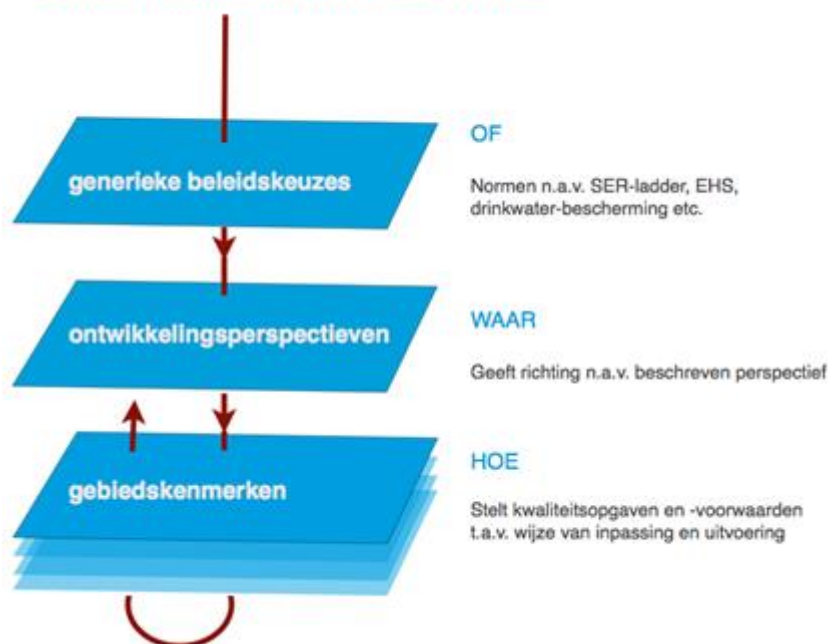 generieke beleidskeuzes
OF
Normen n.a.v. SER-ladder, EHS,
drinkwater-bescherming etc.
ontwikkelingsperspectieven
WAAR
Geeft richting n.a.v. beschreven perspectief
gebiedskenmerken
HOE
Stelt kwaliteitsopgaven en -voorwaarden
t.a.v. wijze van inpassing en uitvoering